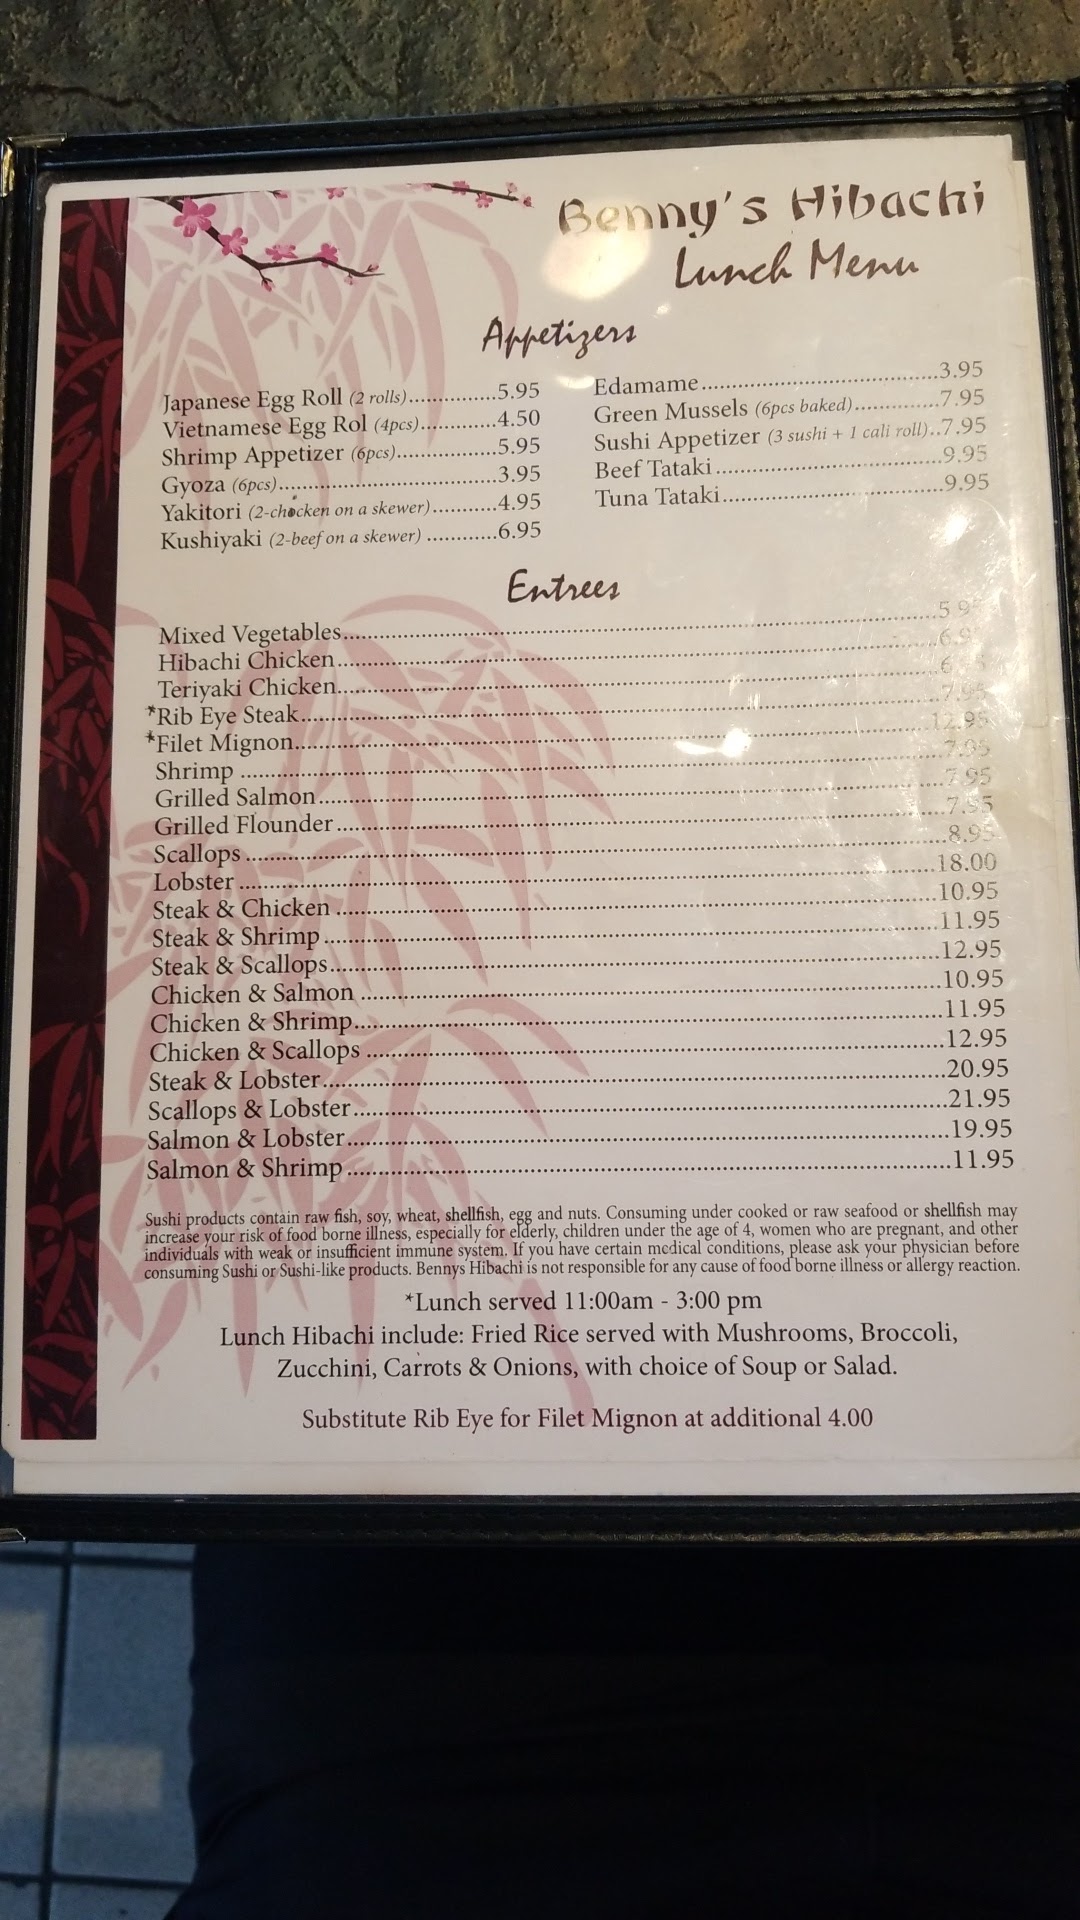 Benny's Hibachi
Lunch Menu
Appetizers
Japanese Egg Roll (2 rolls)..............5.95
Vietnamese Egg Rol (4pcs)............4.50
Shrimp Appetizer (6pcs)................5.95
Gyoza (6pcs)...................................3.95
Yakitori (2-chicken on a skewer)..........4.95
Kushiyaki (2-beef on a skewer) ...........6.95
Edamame.....................................3.95
Green Mussels (6pcs baked).............7.95
Sushi Appetizer (3 sushi + 1 cali roll)..7.95
Beef Tataki...................................9.95
Tuna Tataki..................................9.95
Entrees
Mixed Vegetables
Hibachi Chicken
Teriyaki Chicken
*Rib Eye Steak..........7.95
*Filet Mignon..........12.95
Shrimp ..........7.95
Grilled Salmon..........7.95
Grilled Flounder..........7.95
Scallops ..........8.95
Lobster ..........18.00
Steak & Chicken ..........10.95
Steak & Shrimp..........11.95
Steak & Scallops..........12.95
Chicken & Salmon ..........10.95
Chicken & Shrimp..........11.95
Chicken & Scallops ..........12.95
Steak & Lobster..........20.95
Scallops & Lobster..........21.95
Salmon & Lobster..........19.95
Salmon & Shrimp..........11.95
Sushi products contain raw fish, soy, wheat, shellfish, egg and nuts. Consuming under cooked or raw seafood or shellfish may
increase your risk of food borne illness, especially for elderly, children under the age of 4, women who are pregnant, and other
individuals with weak or insufficient immune system. If you have certain medical conditions, please ask your physician before
consuming Sushi or Sushi-like products. Bennys Hibachi is not responsible for any cause of food borne illness or allergy reaction.
*Lunch served 11:00am - 3:00 pm
Lunch Hibachi include: Fried Rice served with Mushrooms, Broccoli,
Zucchini, Carrots & Onions, with choice of Soup or Salad.
Substitute Rib Eye for Filet Mignon at additional 4.00